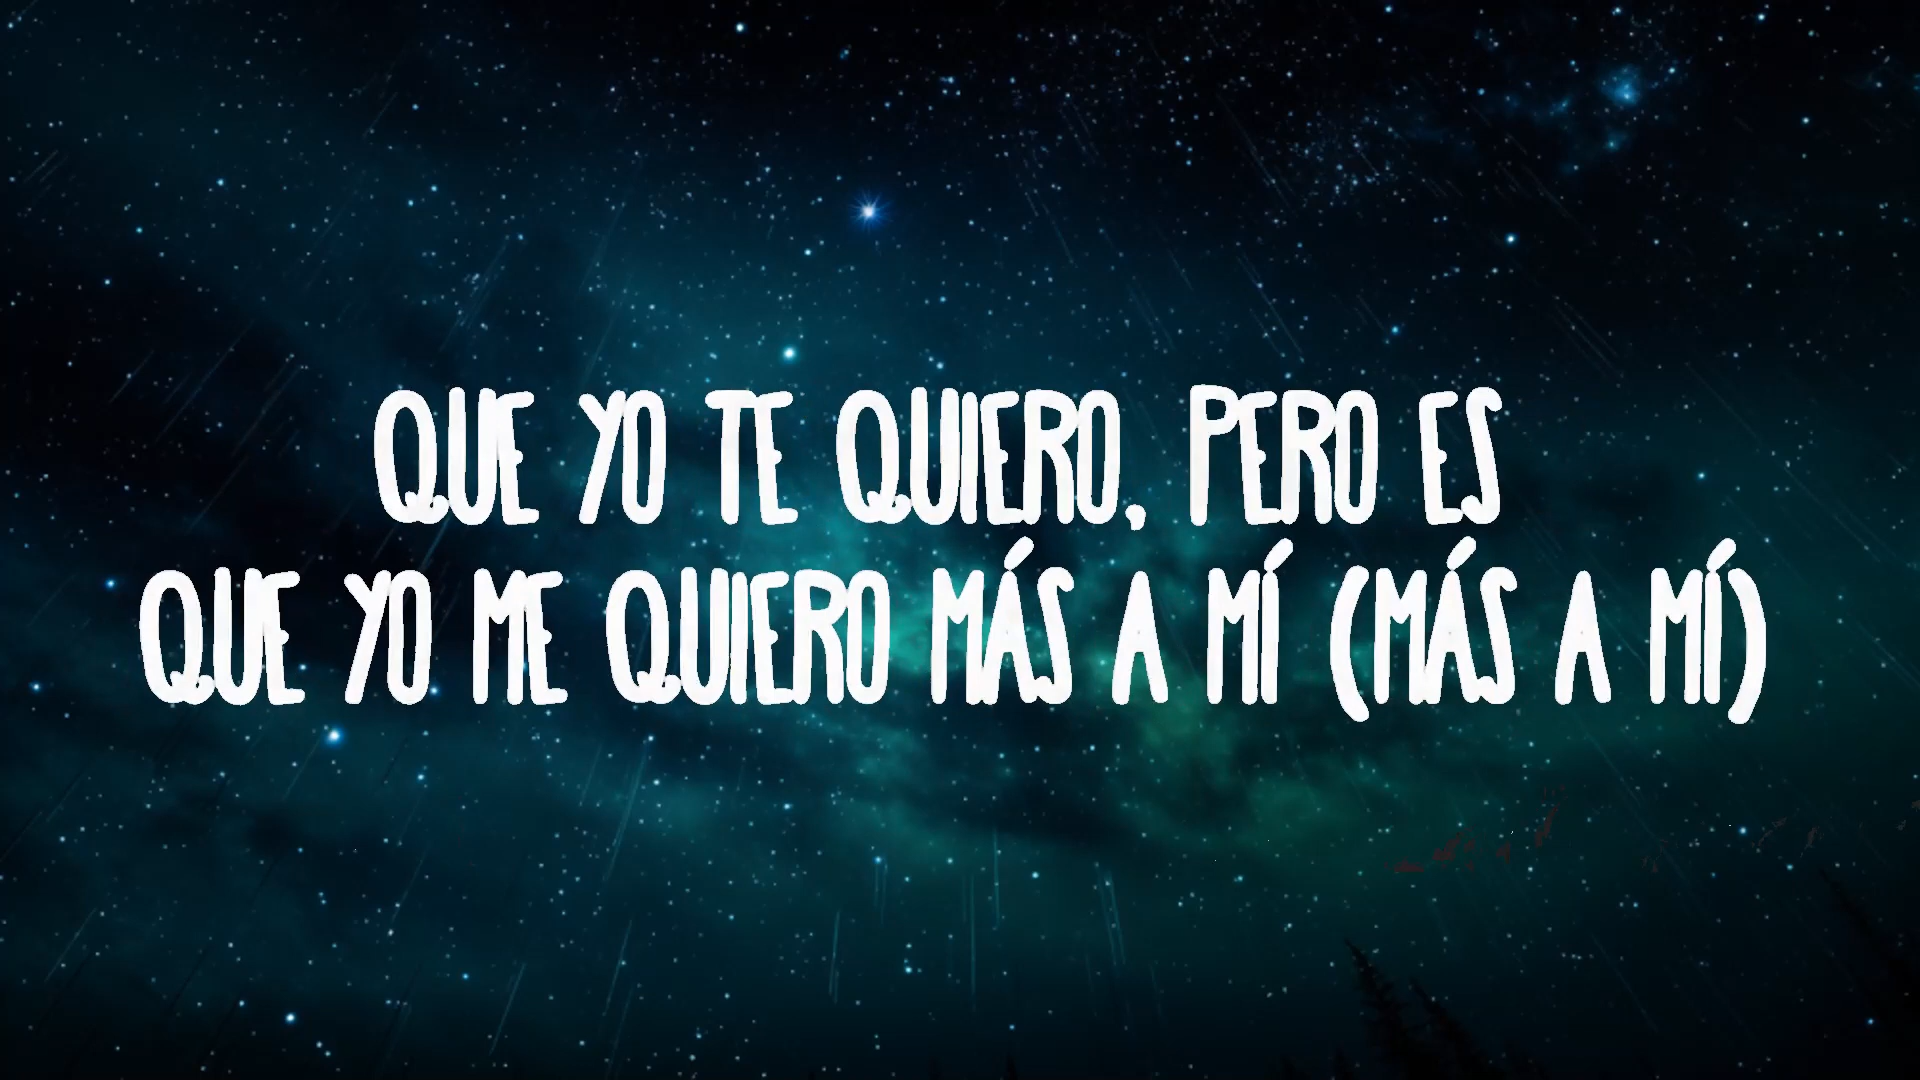 QUE YO TE QUIERO, PERO ES
QUE YO ME QUIERO MÁS A MÍ (MÁS A MÍ)